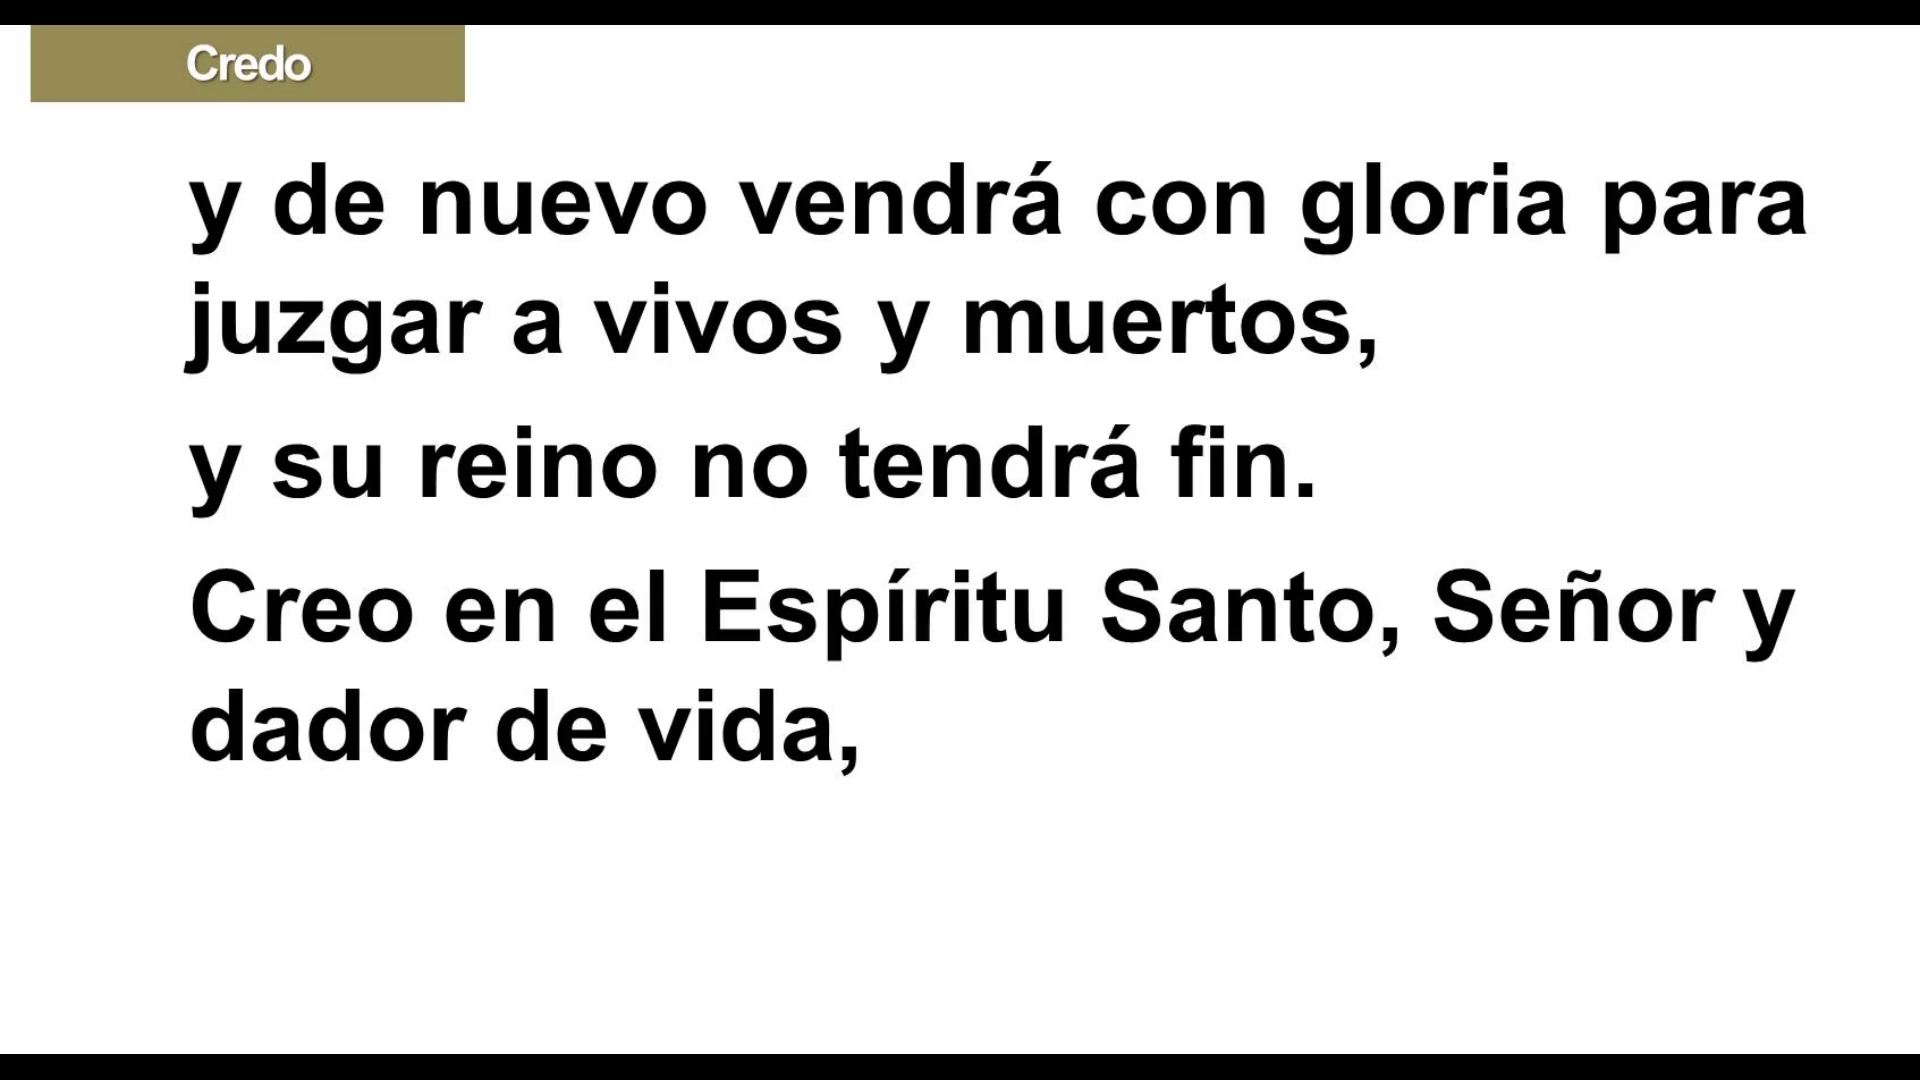 Credo
y de nuevo vendrá con gloria para
juzgar a vivos y muertos,
y su reino no tendrá fin.
Creo en el Espíritu Santo, Señor y
dador de vida,